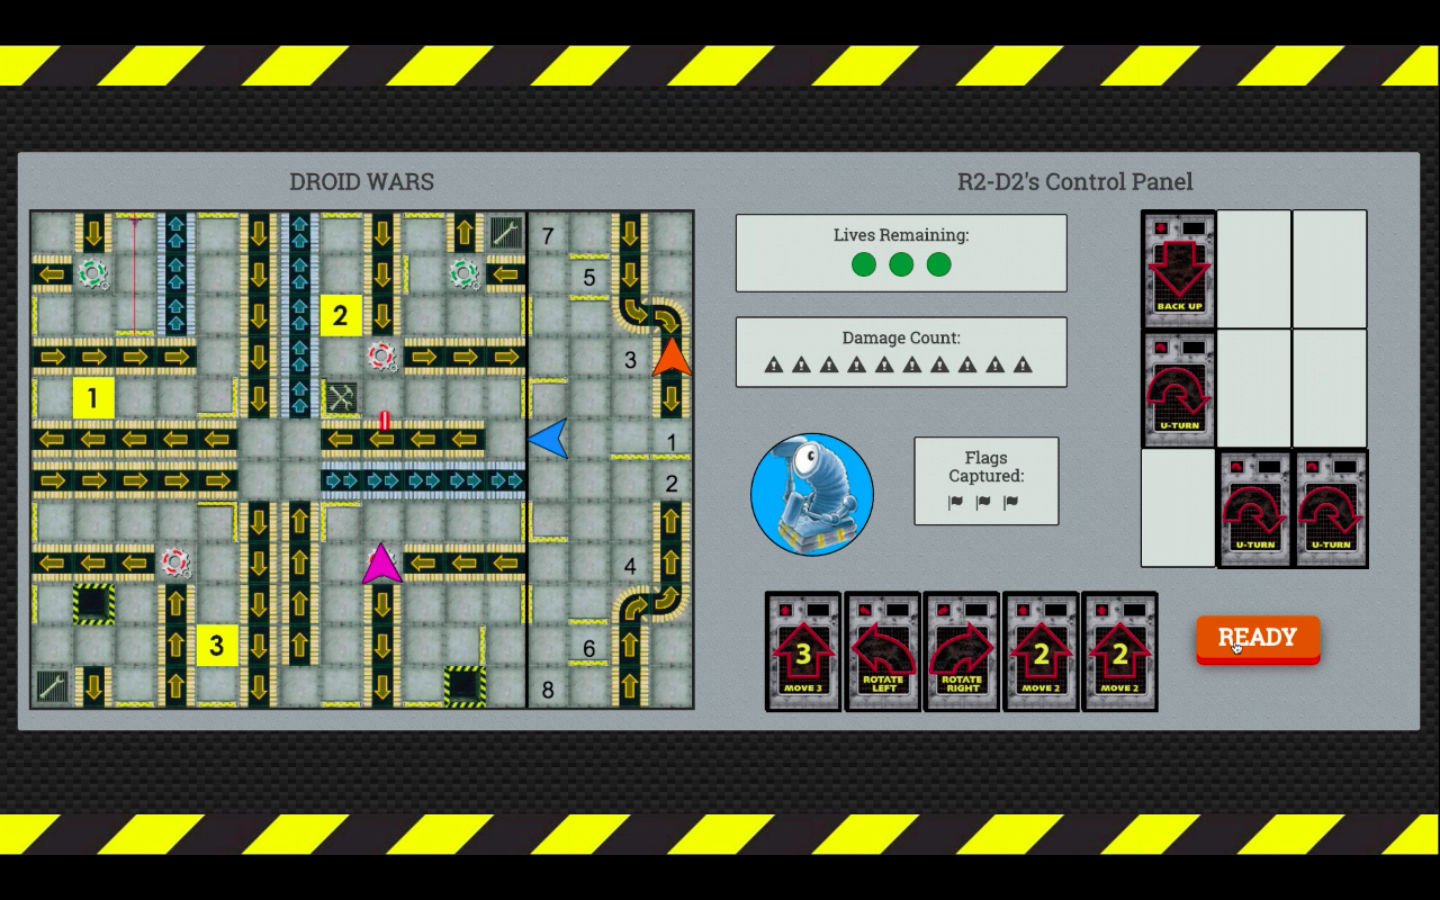 DROID WARS
R2-D2's Control Panel
7
5
2
3
1
1
2
4
3
6
8
Lives Remaining:
Damage Count:
Flags
Captured:
BACK UP
U-TURN
U-TURN
U-TURN
3
MOVE 3
ROTATE
LEFT
ROTATE
RIGHT
2
MOVE 2
2
MOVE 2
READY